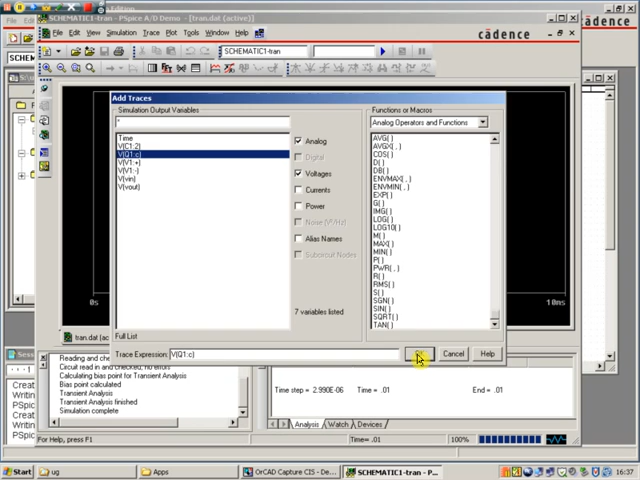 SCHEMATIC1-tran - PSpice A/D Demo - [tran.dat (active)]
File Edit View Simulation Trace Plot Tools Window Help
cādence
SCHEMATIC1-tran
cādence
Add Traces
Simulation Output Variables
*
Time
V(C1:2)
V(Q1:c)
V(V1:+)
V(V1:-)
V(vin)
V(vout)
Analog
Digital
Voltages
Currents
Power
Noise (V²/Hz)
Alias Names
Subcircuit Nodes
7 variables listed
Functions or Macros
Analog Operators and Functions
AVG( )
AVGX( , )
COS( )
D( )
DB( )
ENVMAX( , )
ENVMIN( , )
EXP( )
G( )
IMG( )
LOG( )
LOG10( )
M( )
MAX( )
MIN( )
P( )
PWR( , )
R( )
RMS( )
S( )
SGN( )
SIN( )
SQRT( )
TAN( )
Full List
Trace Expression: V(Q1:c)
Cancel
Help
0s
10ms
tran.dat (ac
Reading and che
Circuit read in and checked, no errors
Calculating bias point for Transient Analysis
Bias point calculated
Transient Analysis
Transient Analysis finished
Simulation complete
Time step = 2.990E-06 Time = .01 End = .01
Analysis Watch Devices
For Help, press F1
Time= .01
100%
Start
ug
Apps
OrCAD Capture CIS - De...
SCHEMATIC1-tran - P...
16:37